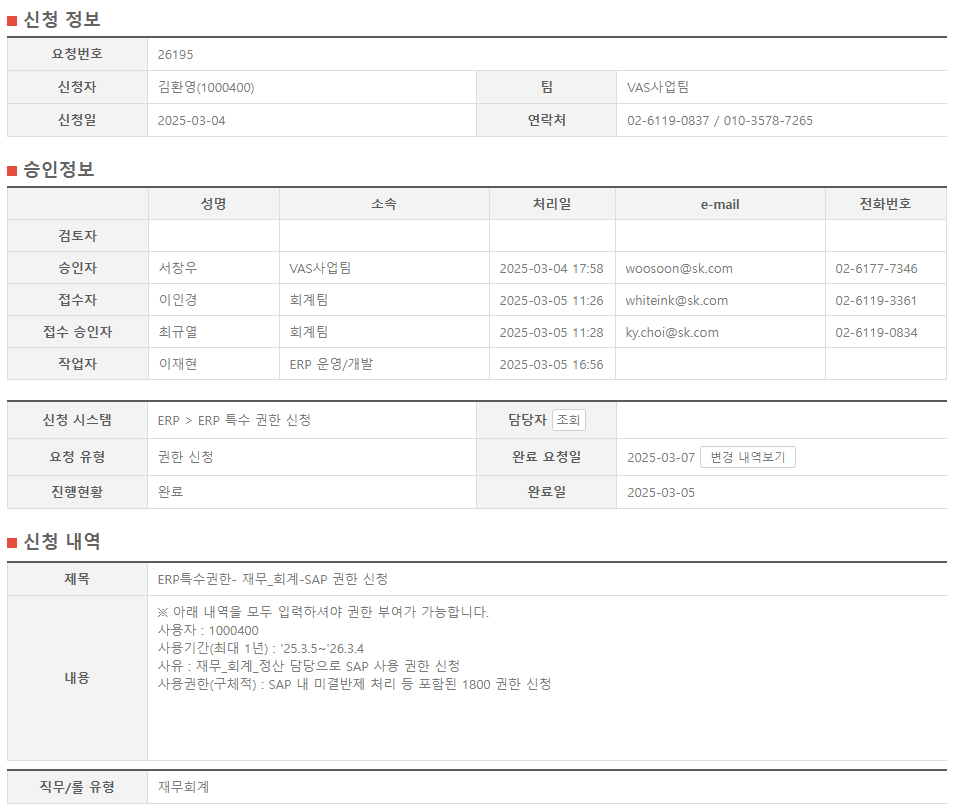 신청 정보
요청번호 26195
신청자 김환영(1000400) 팀 VAS사업팀
신청일 2025-03-04 연락처 02-6119-0837 / 010-3578-7265
승인정보
성명 소속 처리일 e-mail 전화번호
검토자
승인자 서창우 VAS사업팀 2025-03-04 17:58 woosoon@sk.com 02-6177-7346
접수자 이인경 회계팀 2025-03-05 11:26 whiteink@sk.com 02-6119-3361
접수 승인자 최규열 회계팀 2025-03-05 11:28 ky.choi@sk.com 02-6119-0834
작업자 이재현 ERP 운영/개발 2025-03-05 16:56
신청 시스템 ERP > ERP 특수 권한 신청 담당자 조회
요청 유형 권한 신청 완료 요청일 2025-03-07 변경 내역보기
진행현황 완료 완료일 2025-03-05
신청 내역
제목 ERP특수권한- 재무_회계-SAP 권한 신청
내용
※ 아래 내역을 모두 입력하셔야 권한 부여가 가능합니다.
사용자 : 1000400
사용기간(최대 1년) : '25.3.5~'26.3.4
사유 : 재무_회계_정산 담당으로 SAP 사용 권한 신청
사용권한(구체적) : SAP 내 미결반제 처리 등 포함된 1800 권한 신청
직무/롤 유형 재무회계